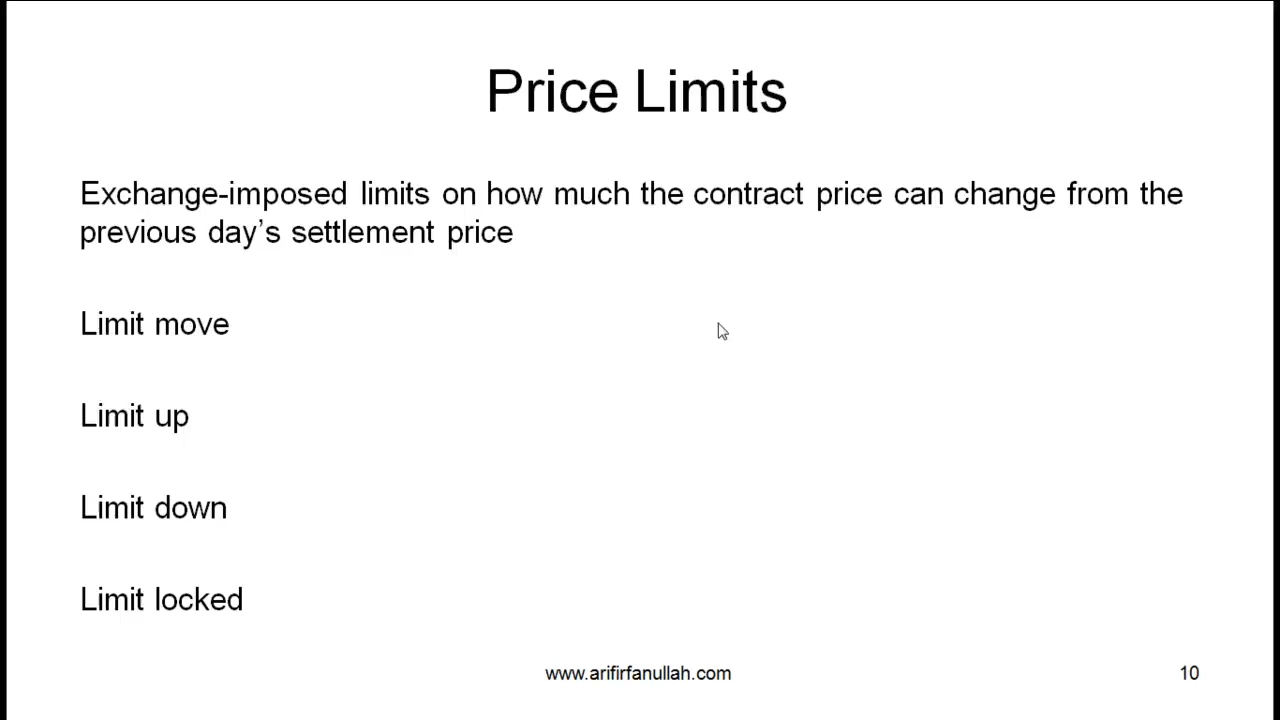 Price Limits
Exchange-imposed limits on how much the contract price can change from the
previous day’s settlement price
Limit move
Limit up
Limit down
Limit locked
www.arifirfanullah.com
10